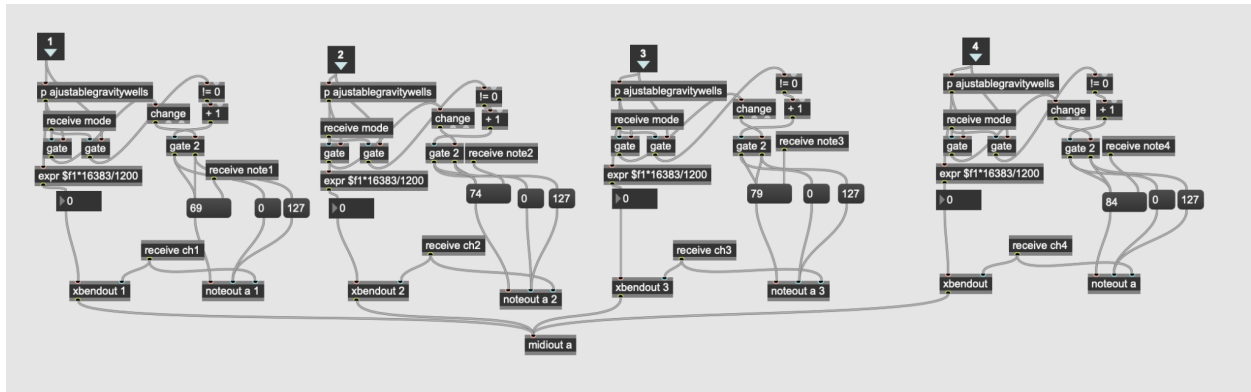 1
p ajustablegravitywells
!= 0
+ 1
change
receive mode
gate
gate
gate 2
expr $f1*16383/1200
receive note1
0
69
0
127
receive ch1
xbendout 1
noteout a 1
2
p ajustablegravitywells
!= 0
+ 1
change
receive mode
gate
gate
gate 2
receive note2
expr $f1*16383/1200
0
74
0
127
receive ch2
xbendout 2
noteout a 2
3
p ajustablegravitywells
!= 0
+ 1
change
receive mode
gate
gate
gate 2
receive note3
expr $f1*16383/1200
0
79
0
127
receive ch3
xbendout 3
noteout a 3
4
p ajustablegravitywells
!= 0
+ 1
change
receive mode
gate
gate
gate 2
receive note4
expr $f1*16383/1200
0
84
0
127
receive ch4
xbendout
noteout a
midiout a